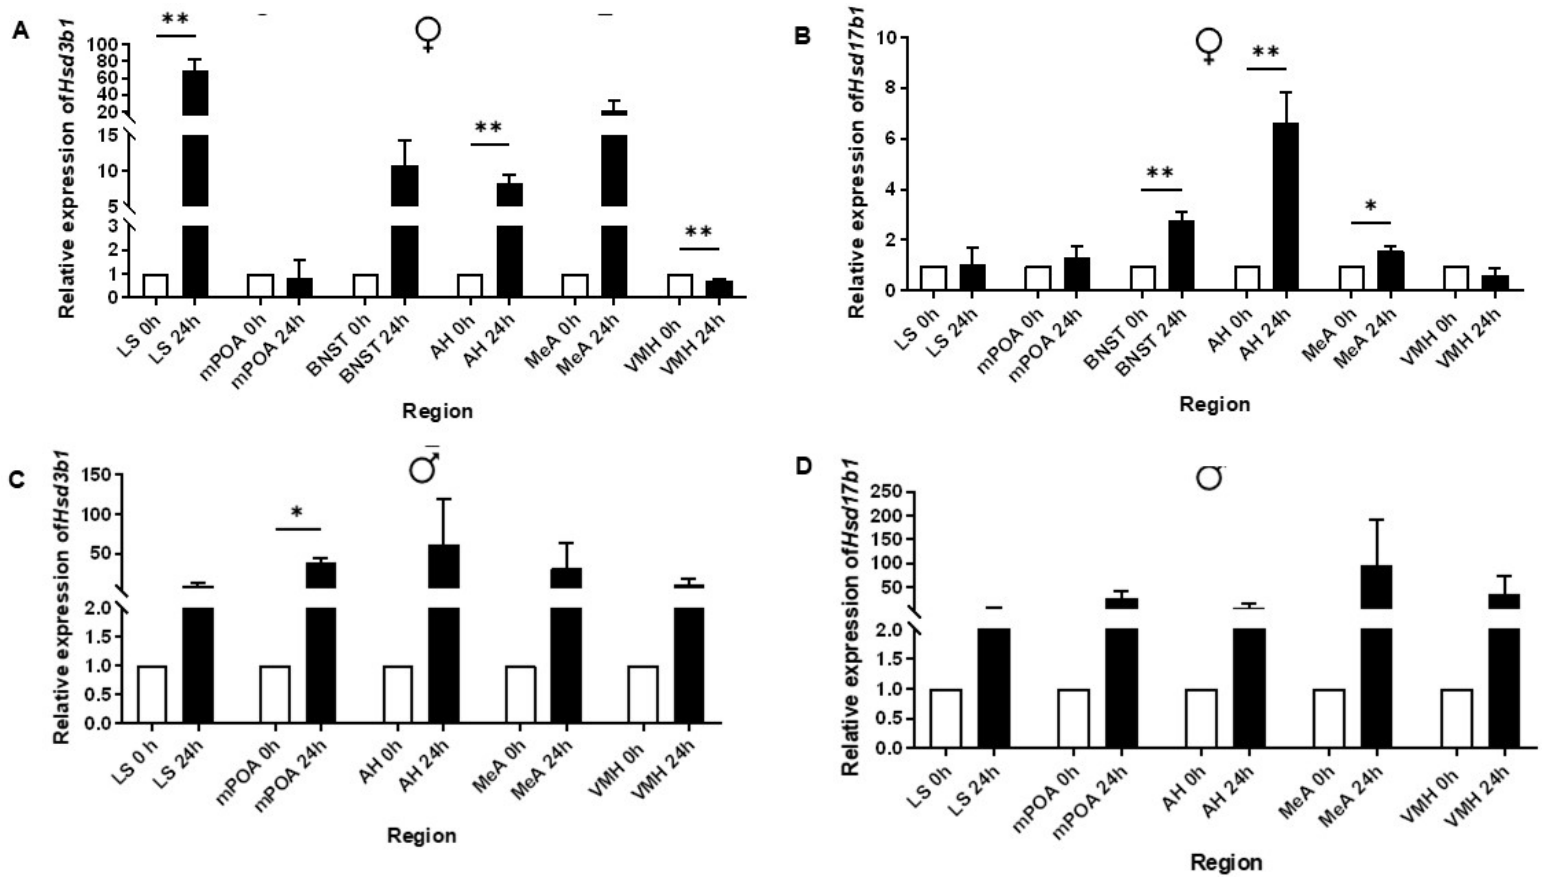 A
Relative expression ofHsd3b1
♀
**
**
**
100
80
60
40
20
15
10
5
3
2
1
0
LS 0h
LS 24h
mPOA 0h
mPOA 24h
BNST 0h
BNST 24h
AH 0h
AH 24h
MeA 0h
MeA 24h
VMH 0h
VMH 24h
Region
B
Relative expression ofHsd17b1
♀
**
**
*
10
8
6
4
2
0
LS 0h
LS 24h
mPOA 0h
mPOA 24h
BNST 0h
BNST 24h
AH 0h
AH 24h
MeA 0h
MeA 24h
VMH 0h
VMH 24h
Region
C
Relative expression ofHsd3b1
♂
*
150
100
50
2.0
1.5
1.0
0.5
0.0
LS 0 h
LS 24h
mPOA 0h
mPOA 24h
AH 0h
AH 24h
MeA 0h
MeA 24h
VMH 0h
VMH 24h
Region
D
Relative expression ofHsd17b1
♂
250
200
150
100
50
2.0
1.5
1.0
0.5
0.0
LS 0h
LS 24h
mPOA 0h
mPOA 24h
AH 0h
AH 24h
MeA 0h
MeA 24h
VMH 0h
VMH 24h
Region